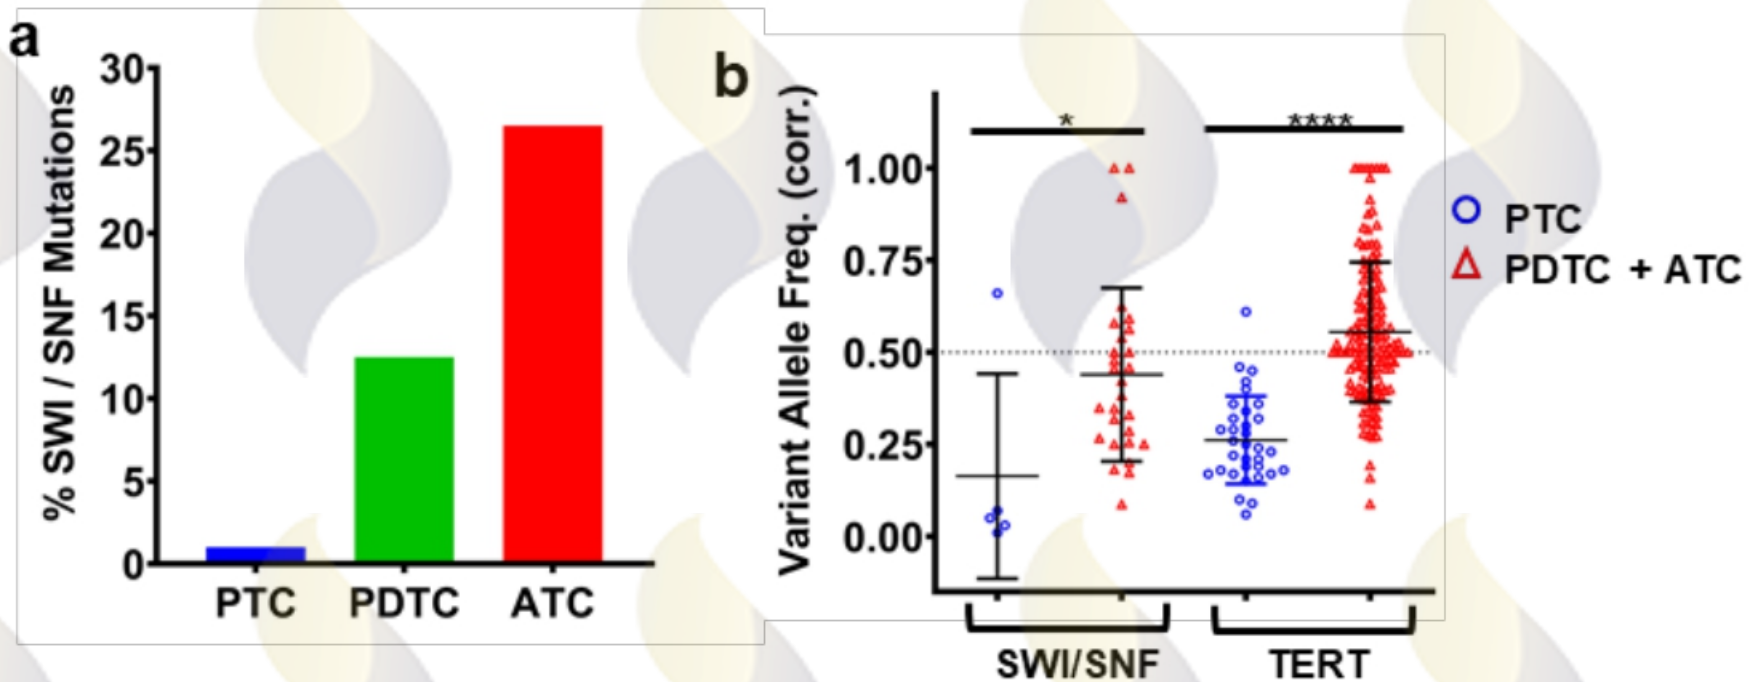 a
% SWI / SNF Mutations
30
25
20
15
10
5
0
PTC
PDTC
ATC
b
Variant Allele Freq. (corr.)
1.00
0.75
0.50
0.25
0.00
*
****
SWI/SNF
TERT
PTC
PDTC + ATC